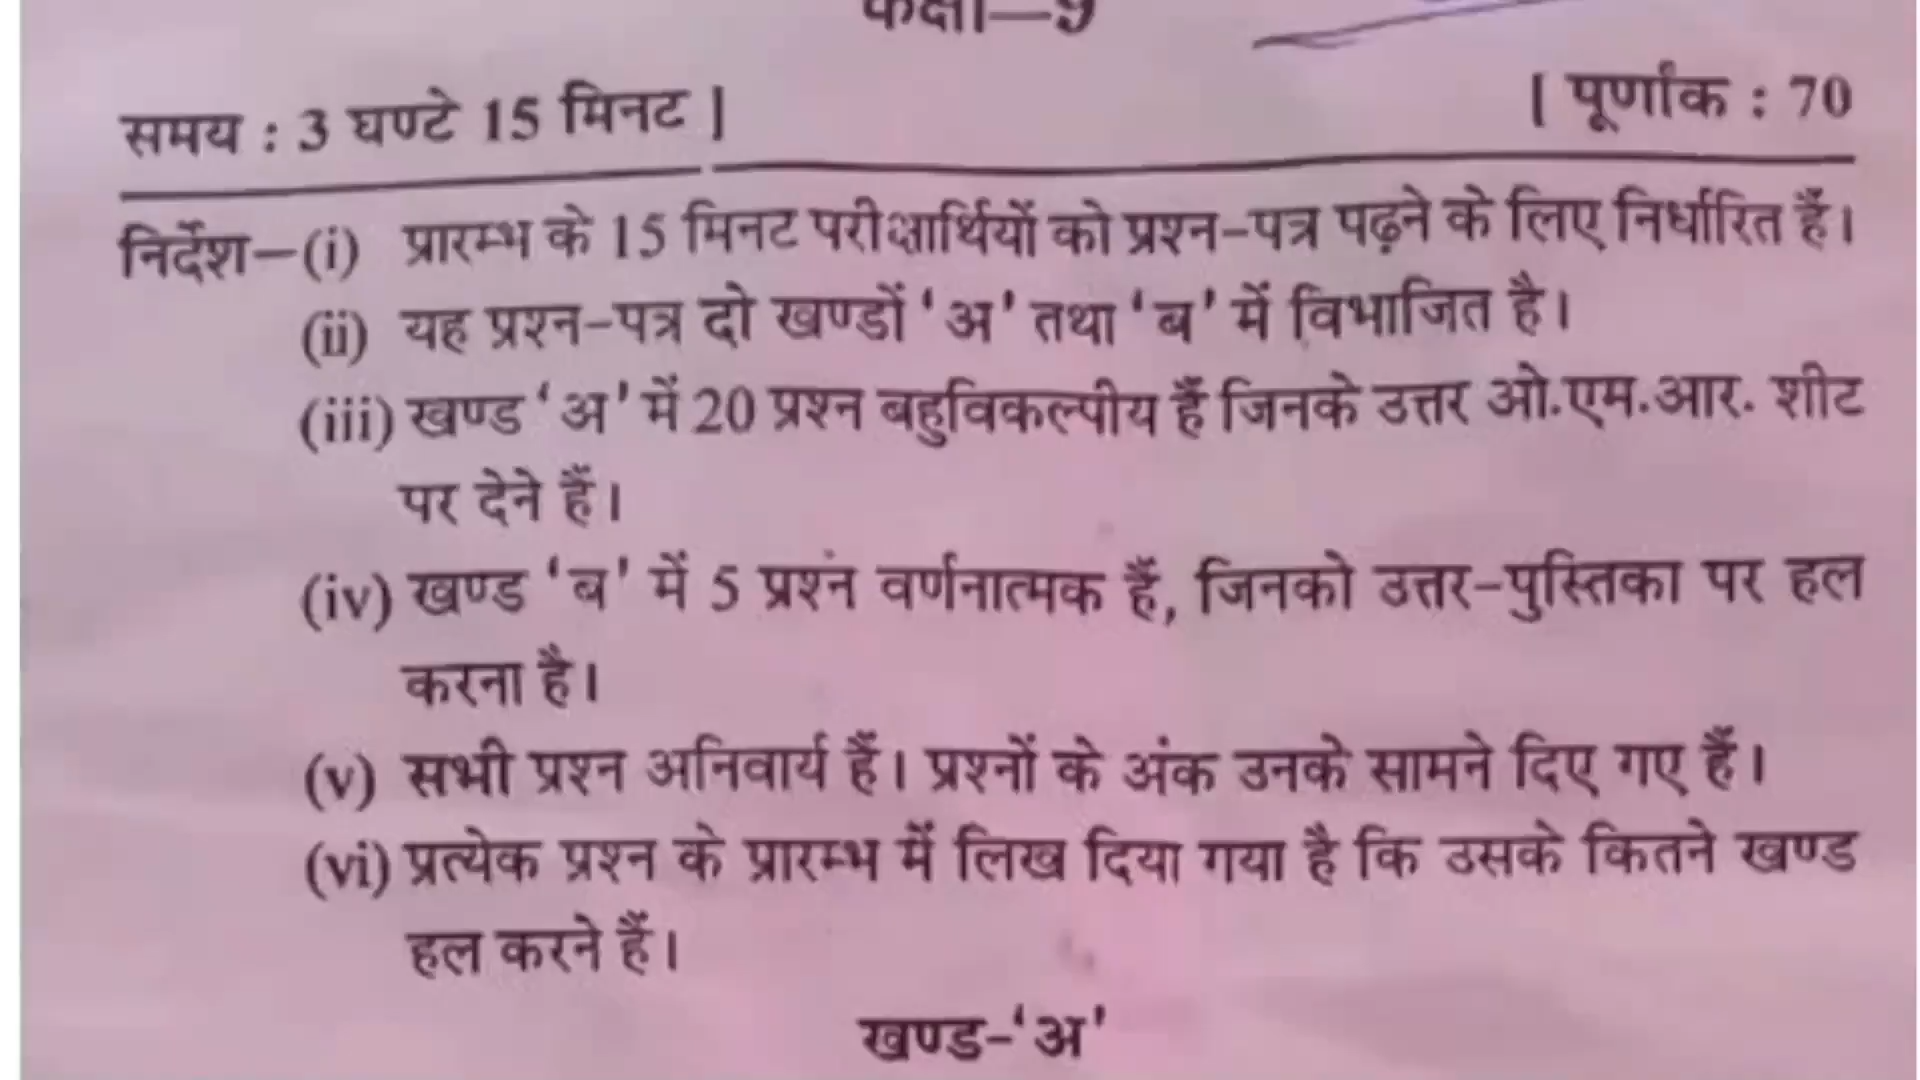 कक्षा—9
समय : 3 घण्टे 15 मिनट ]
[ पूर्णांक : 70
निर्देश—(i) प्रारम्भ के 15 मिनट परीक्षार्थियों को प्रश्न-पत्र पढ़ने के लिए निर्धारित हैं।
(ii) यह प्रश्न-पत्र दो खण्डों ‘अ’ तथा ‘ब’ में विभाजित है।
(iii) खण्ड ‘अ’ में 20 प्रश्न बहुविकल्पीय हैं जिनके उत्तर ओ.एम.आर. शीट
पर देने हैं।
(iv) खण्ड ‘ब’ में 5 प्रश्नं वर्णनात्मक हैं, जिनको उत्तर-पुस्तिका पर हल
करना है।
(v) सभी प्रश्न अनिवार्य हैं। प्रश्नों के अंक उनके सामने दिए गए हैं।
(vi) प्रत्येक प्रश्न के प्रारम्भ में लिख दिया गया है कि उसके कितने खण्ड
हल करने हैं।
खण्ड-‘अ’